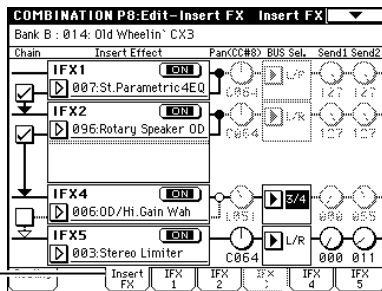 COMBINATION P8:Edit-Insert FX Insert FX
Bank B : 014: Old Wheelin` CX3
Chain Insert Effect Pan(CC#8) BUS Sel. Send1 Send2
IFX1 ON
007:St.Parametric4EQ C064 L/R 127 127
IFX2 ON
096:Rotary Speaker OD C064 L/R 127 127
IFX4 ON
006:OD/Hi.Gain Wah L051 3/4 000 055
IFX5 ON
003:Stereo Limiter C064 L/R 000 011
Insert FX IFX 1 IFX 2 IFX 4 IFX 5